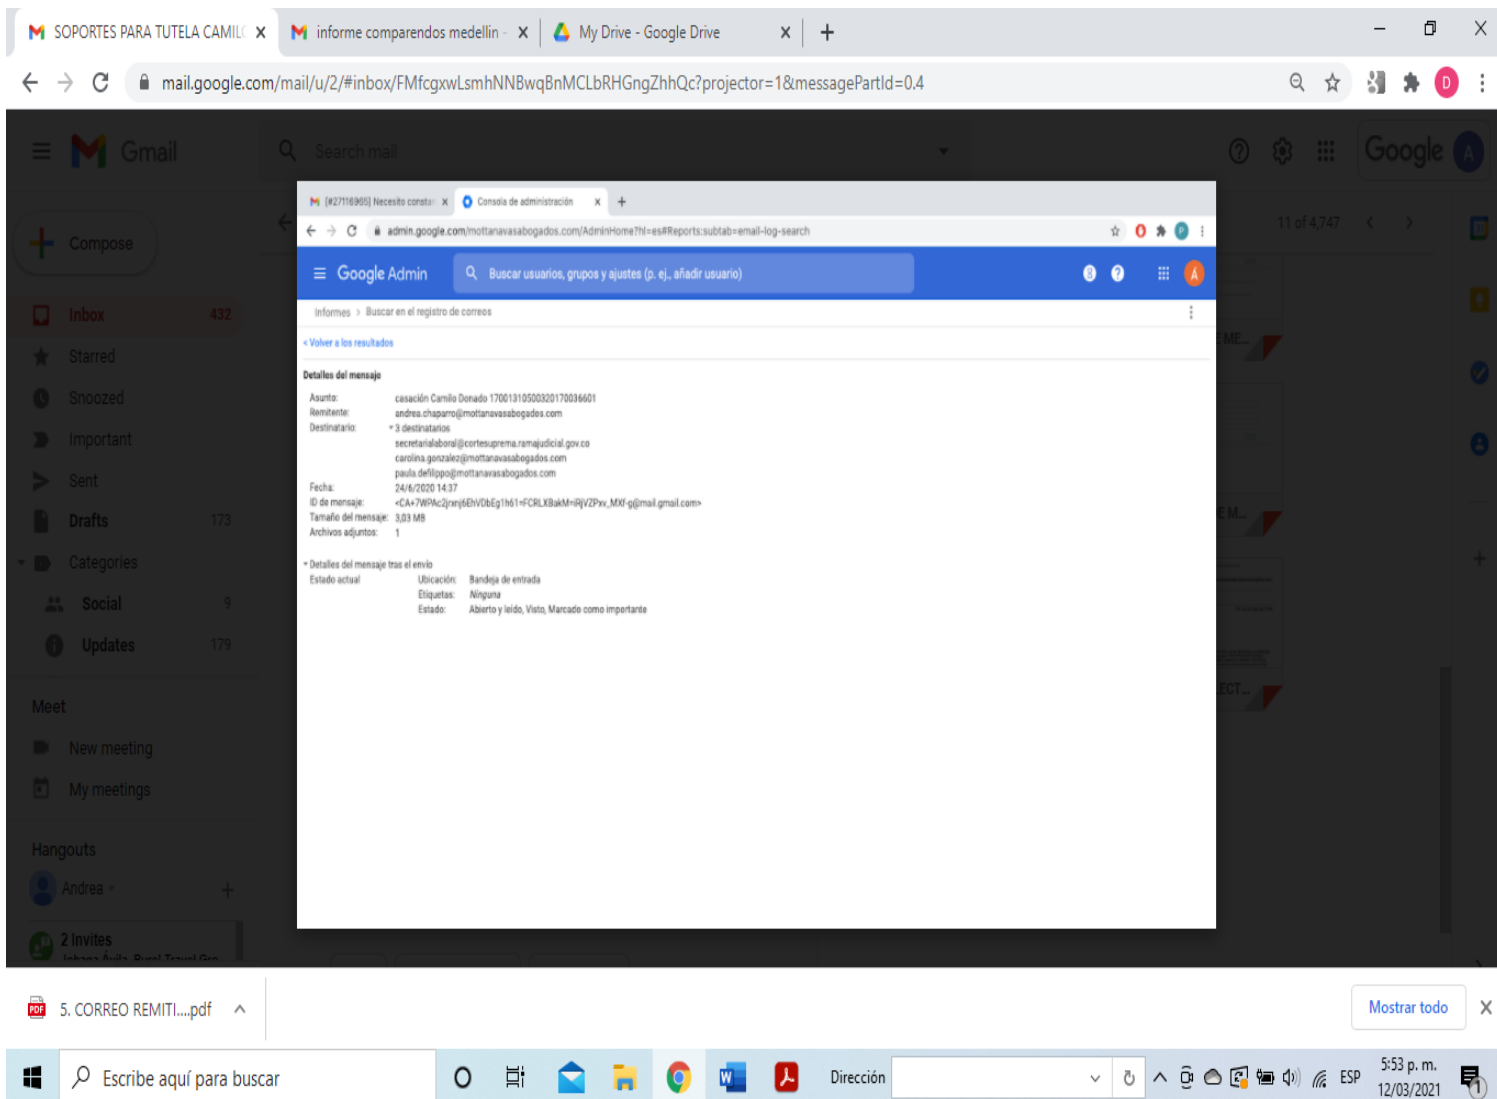 SOPORTES PARA TUTELA CAMILO
informe comparendos medellin -
My Drive - Google Drive
mail.google.com/mail/u/2/#inbox/FMfcgxwLsmhNNBwqBnMCLbRHGngZhhQc?projector=1&messagePartId=0.4
D
Gmail
Search mail
Google
A
Compose
11 of 4,747
Inbox 432
Starred
Snoozed
Important
Sent
Drafts 173
Categories
Social 9
Updates 179
Meet
New meeting
My meetings
Hangouts
Andrea
2 Invites
[#27116965] Necesito consta
Consola de administración
admin.google.com/mottanavasabogados.com/AdminHome?hl=es#Reports:subtab=email-log-search
P
Google Admin
Buscar usuarios, grupos y ajustes (p. ej., añadir usuario)
8
A
Informes > Buscar en el registro de correos
< Volver a los resultados
Detalles del mensaje
Asunto: casación Camilo Donado 17001310500320170036601
Remitente: andrea.chaparro@mottanavasabogados.com
Destinatario: 3 destinatarios
secretarialaboral@cortesuprema.ramajudicial.gov.co
carolina.gonzalez@mottanavasabogados.com
paula.defilippo@mottanavasabogados.com
Fecha: 24/6/2020 14:37
ID de mensaje:
Tamaño del mensaje: 3,03 MB
Archivos adjuntos: 1
Detalles del mensaje tras el envío
Estado actual Ubicación: Bandeja de entrada
Etiquetas: Ninguna
Estado: Abierto y leído, Visto, Marcado como importante
E ME...
E M...
LECT...
5. CORREO REMITI....pdf
Mostrar todo
Escribe aquí para buscar
Dirección
ESP
5:53 p. m.
12/03/2021
1